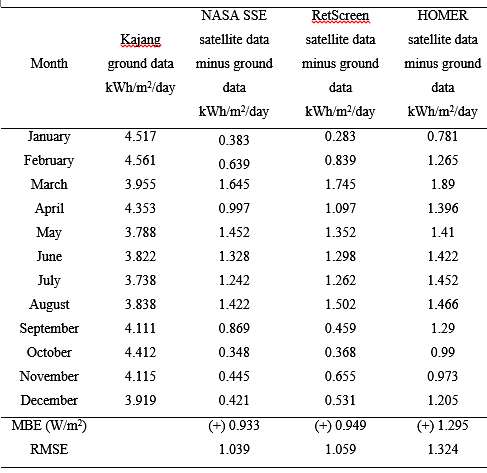 Month Kajang ground data kWh/m²/day NASA SSE satellite data minus ground data kWh/m²/day RetScreen satellite data minus ground data kWh/m²/day HOMER satellite data minus ground data kWh/m²/day
January 4.517 0.383 0.283 0.781
February 4.561 0.639 0.839 1.265
March 3.955 1.645 1.745 1.89
April 4.353 0.997 1.097 1.396
May 3.788 1.452 1.352 1.41
June 3.822 1.328 1.298 1.422
July 3.738 1.242 1.262 1.452
August 3.838 1.422 1.502 1.466
September 4.111 0.869 0.459 1.29
October 4.412 0.348 0.368 0.99
November 4.115 0.445 0.655 0.973
December 3.919 0.421 0.531 1.205
MBE (W/m²) (+) 0.933 (+) 0.949 (+) 1.295
RMSE 1.039 1.059 1.324